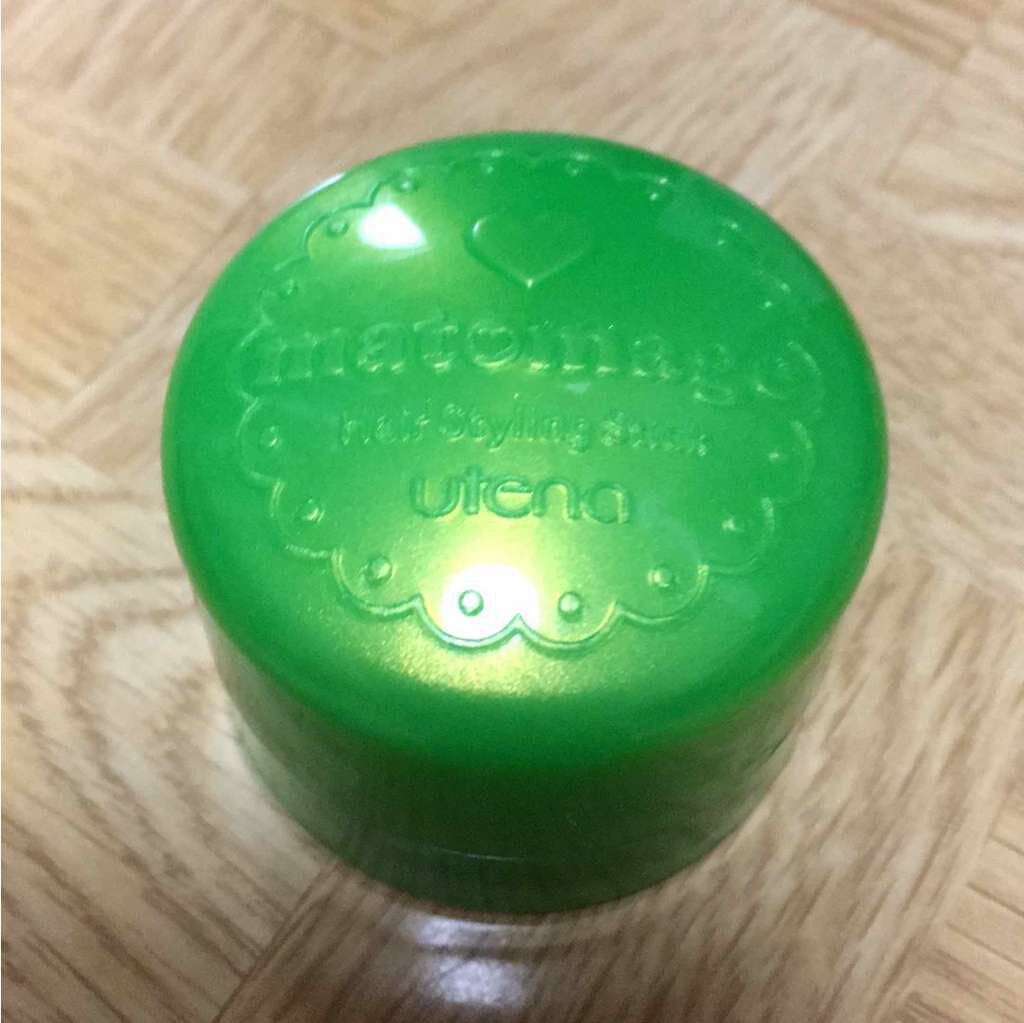 matomage
Hair Styling Stick
utena